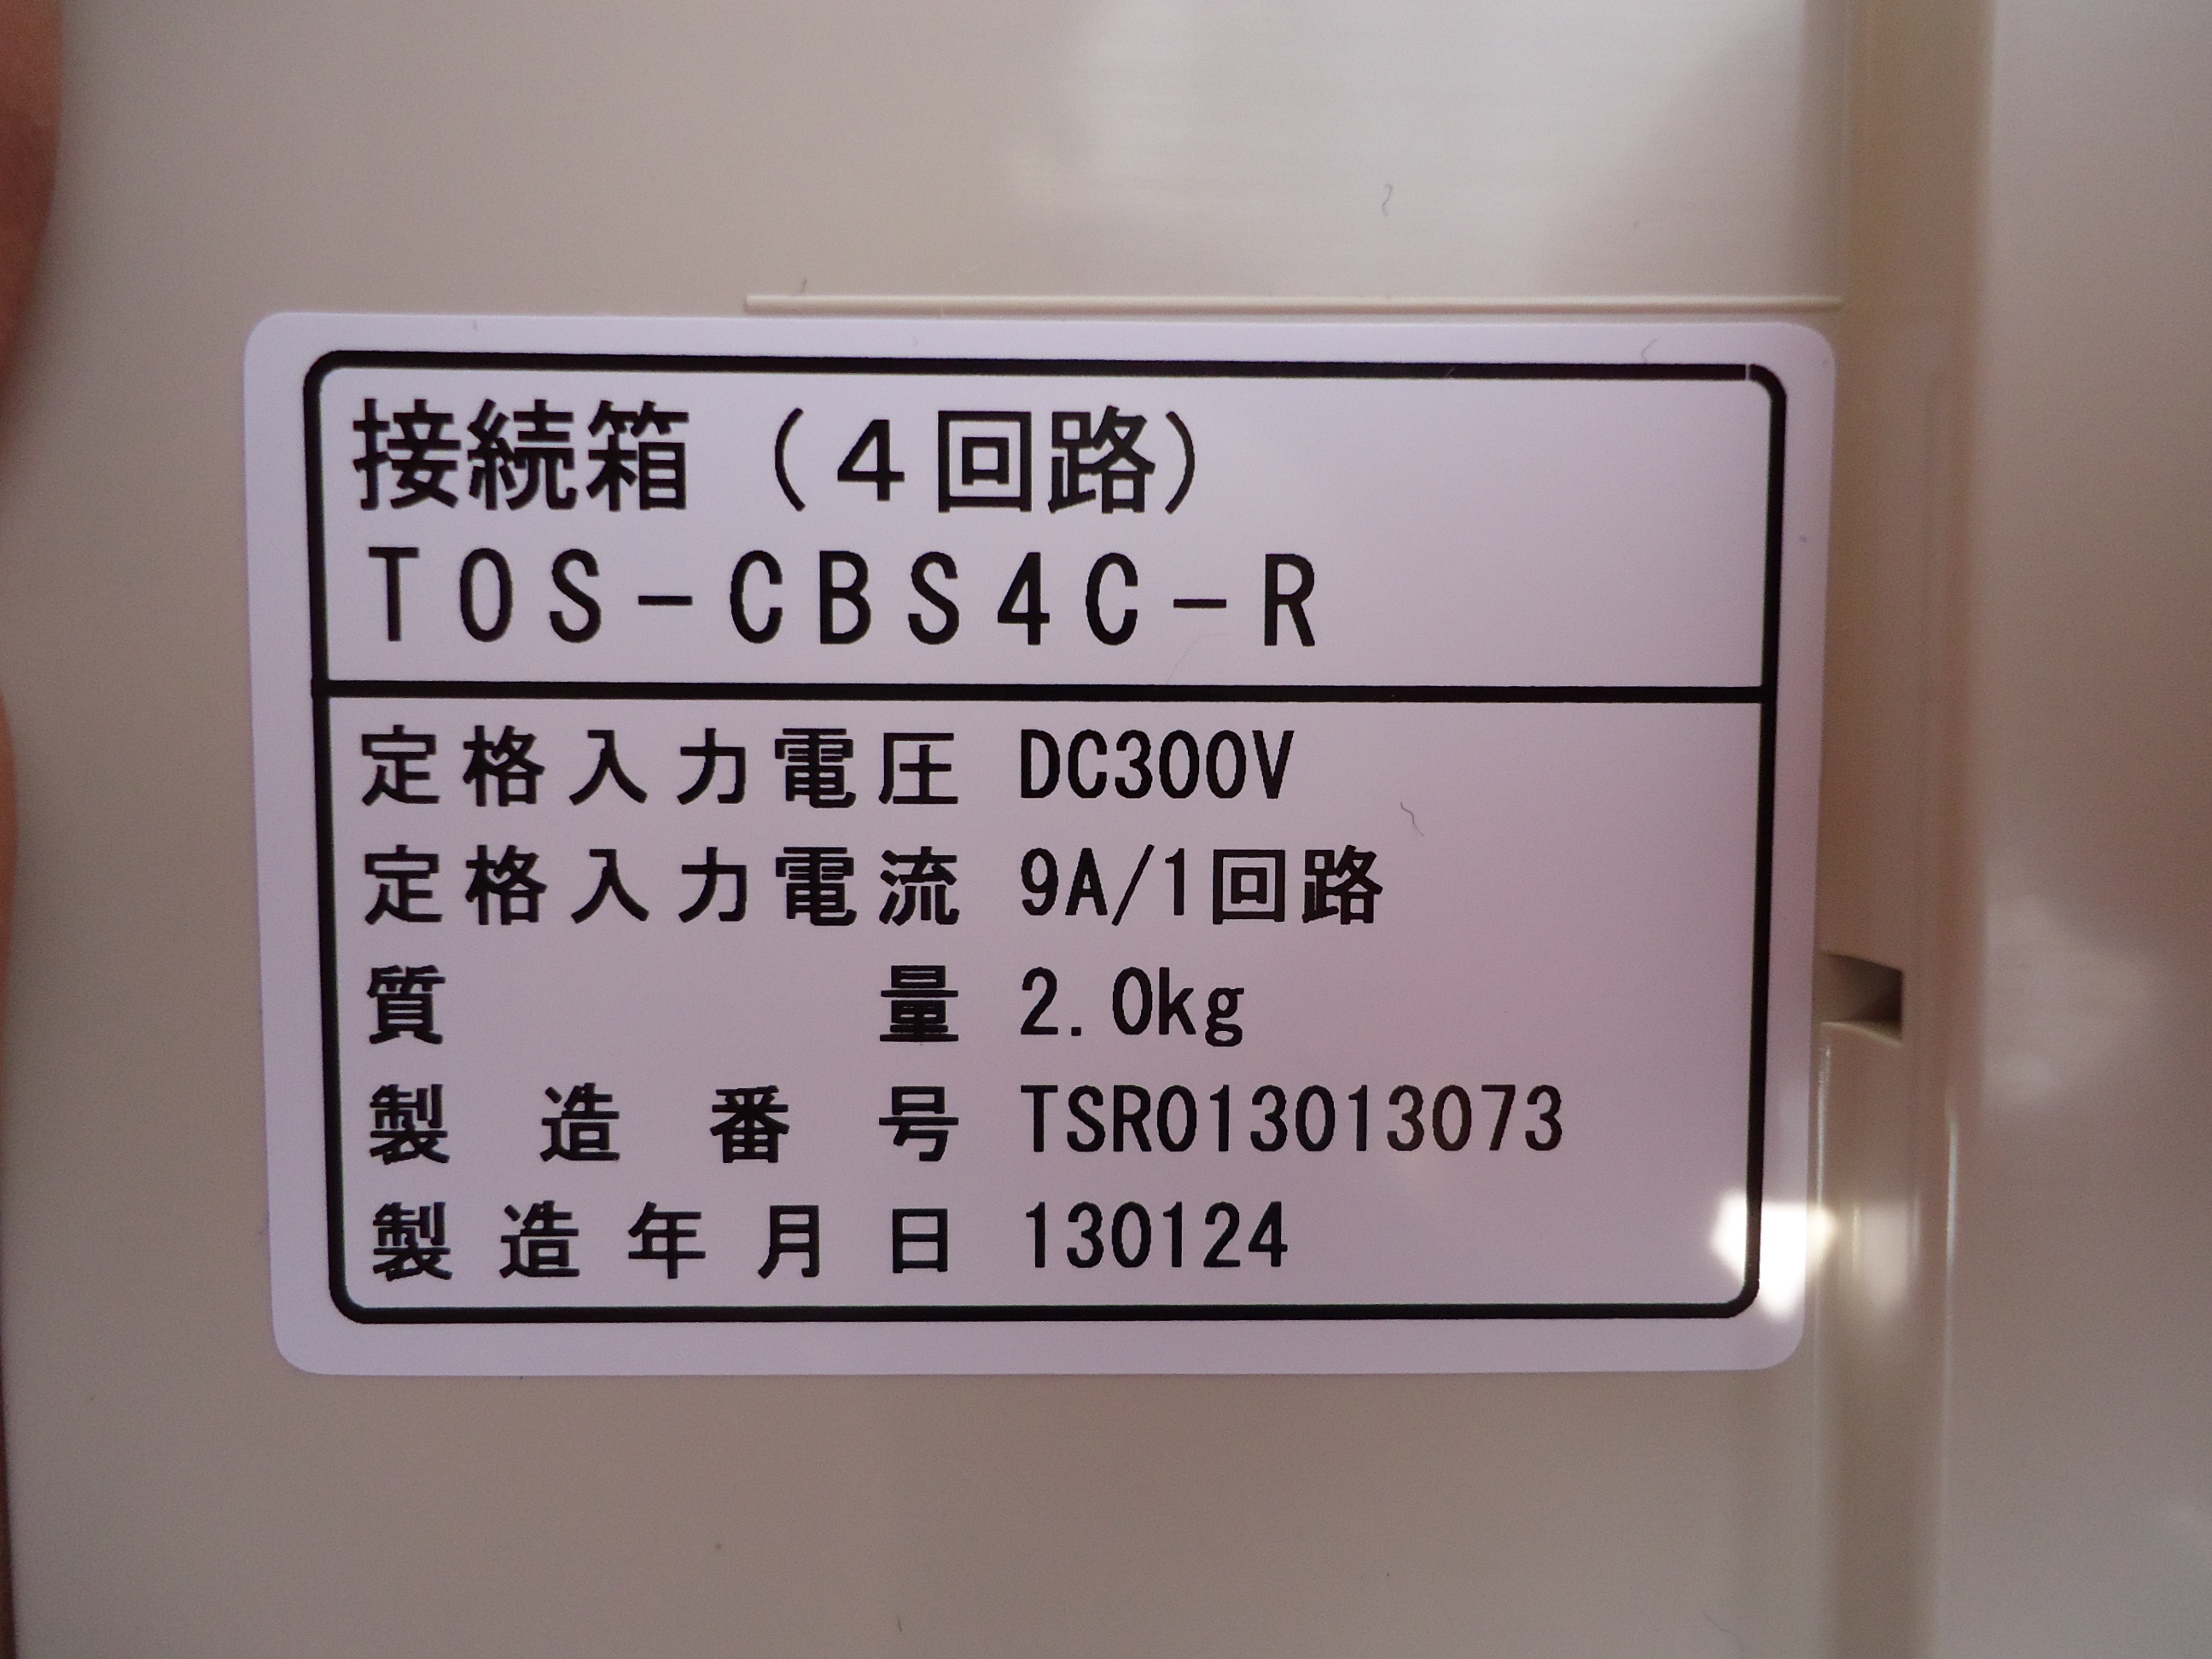 接続箱（４回路）
TOS-CBS4C-R
定格入力電圧 DC300V
定格入力電流 9A/1回路
質量 2.0kg
製造番号 TSR013013073
製造年月日 130124